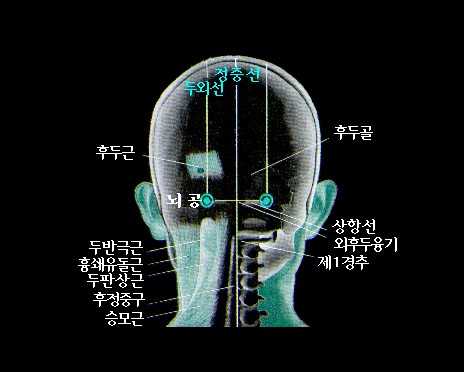 정중선
두외선
후두골
후두근
뇌 공
상항선
외후두융기
제1경추
두반극근
흉쇄유돌근
두판상근
후정중구
승모근